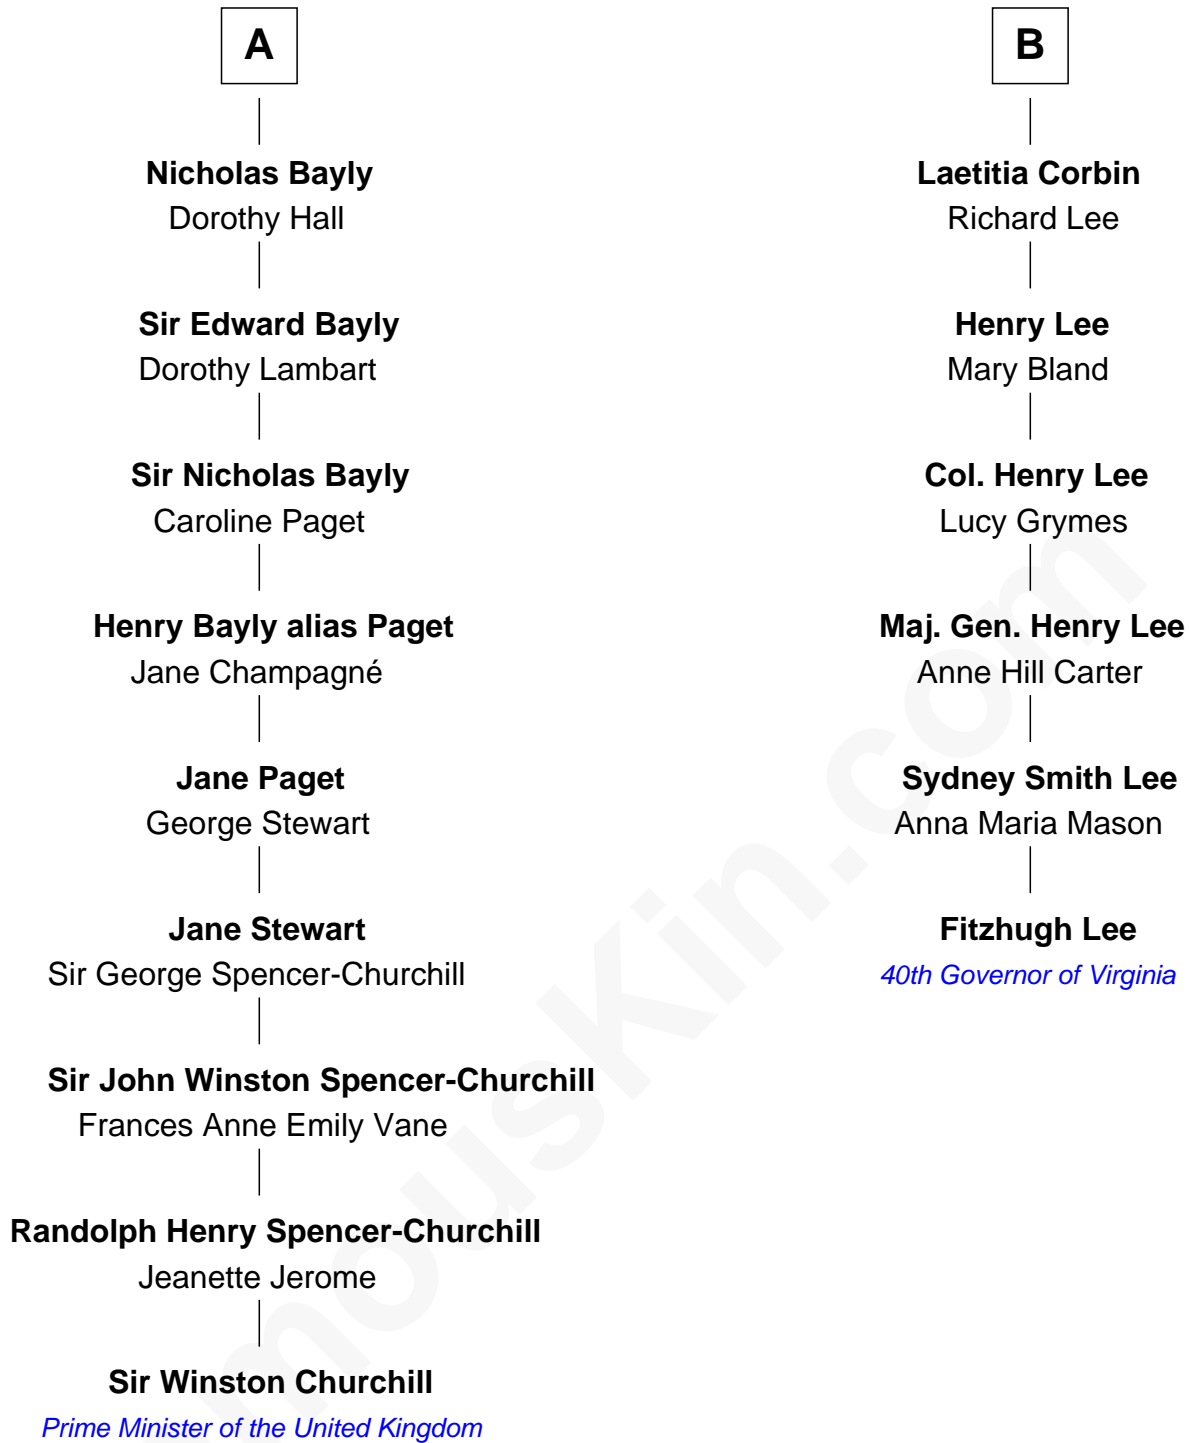 A
Nicholas Bayly
Dorothy Hall
Sir Edward Bayly
Dorothy Lambart
Sir Nicholas Bayly
Caroline Paget
Henry Bayly alias Paget
Jane Champagné
Jane Paget
George Stewart
Jane Stewart
Sir George Spencer-Churchill
Sir John Winston Spencer-Churchill
Frances Anne Emily Vane
Randolph Henry Spencer-Churchill
Jeanette Jerome
Sir Winston Churchill
Prime Minister of the United Kingdom
B
Laetitia Corbin
Richard Lee
Henry Lee
Mary Bland
Col. Henry Lee
Lucy Grymes
Maj. Gen. Henry Lee
Anne Hill Carter
Sydney Smith Lee
Anna Maria Mason
Fitzhugh Lee
40th Governor of Virginia
mousKin.com